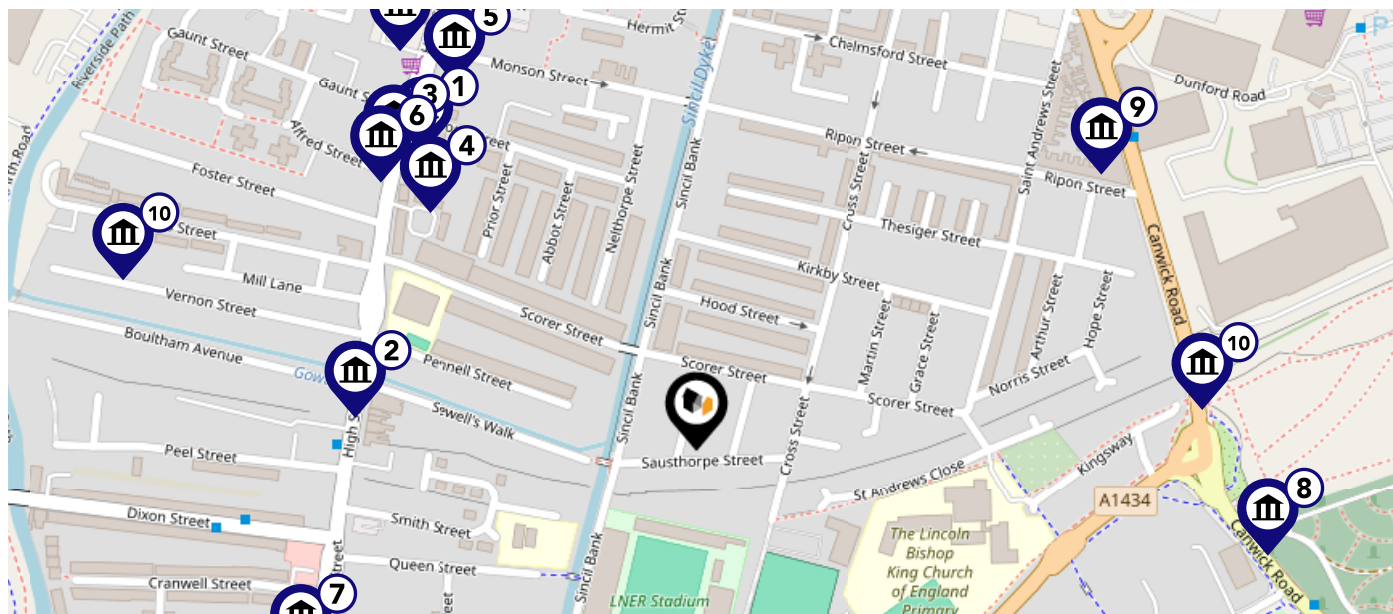 5
Hermit St
Gaunt Street
Riverside Path
Chelmsford Street
P
Monson Street
Sincil Dyke
Dunford Road
Gaunt S
3
1
6
9
Alfred Street
Saint Andrews Street
Ripon Street
4
Foster Street
Sincil Bank
Ripon Street
Prior Street
Abbot Street
Nelthorpe Street
Cross Street
10
Street
Thesiger Street
Canwick Road
Mill Lane
Kirkby Street
Vernon Street
Hood Street
Sincil Bank
Scorer Street
Martin Street
Grace Street
Arthur Street
Hope Street
Boultham Avenue
2
10
Pennell Street
Scorer Street
Norris Street
Scorer Street
Sewell's Walk
Sincil Bank
High S
Peel Street
Sausthorpe Street
Cross Street
Kingsway
St Andrews Close
8
A1434
Dixon Street
Smith Street
The Lincoln
Bishop
King Church
of England
Primary
Canwick Road
Queen Street
Sincil Bank
Cranwell Street
7
LNER Stadium